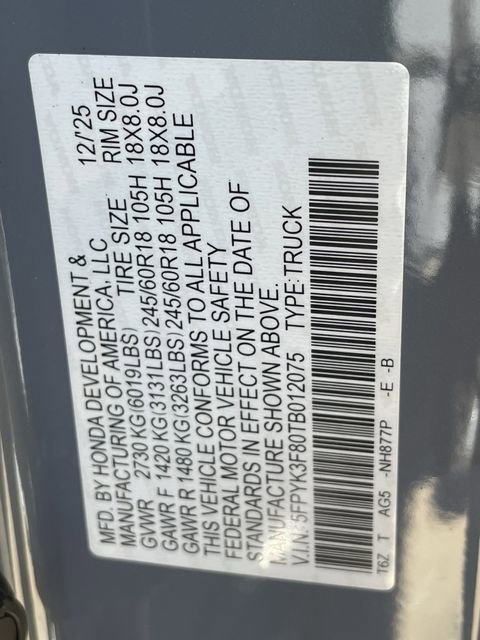 MFD. BY HONDA DEVELOPMENT &
MANUFACTURING OF AMERICA, LLC 12/'25
GVWR 2730 KG(6019LBS) TIRE SIZE RIM SIZE
GAWR F 1420 KG(3131LBS)245/60R18 105H 18X8.0J
GAWR R 1480 KG(3263LBS)245/60R18 105H 18X8.0J
THIS VEHICLE CONFORMS TO ALL APPLICABLE
FEDERAL MOTOR VEHICLE SAFETY
STANDARDS IN EFFECT ON THE DATE OF
MANUFACTURE SHOWN ABOVE.
V.I.N: 5FPYK3F80TB012075 TYPE:TRUCK
T6Z T AG5 -NH877P -E -B